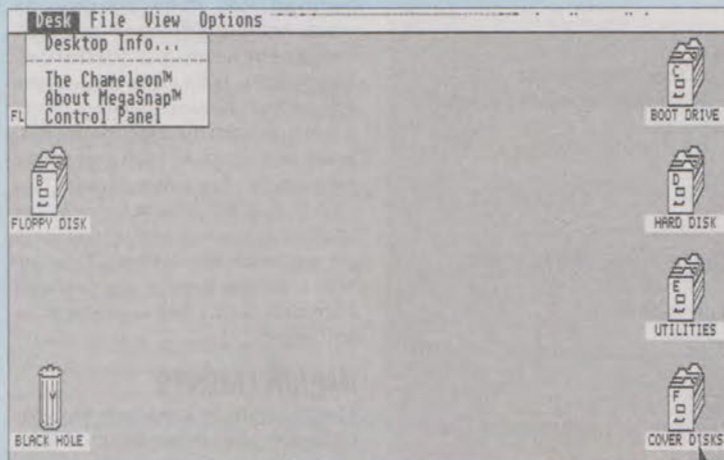 Desk File View Options
Desktop Info...
The Chameleon™
About MegaSnap™
Control Panel
FL
C
BOOT DRIVE
B
FLOPPY DISK
D
HARD DISK
E
UTILITIES
BLACK HOLE
F
COVER DISKS